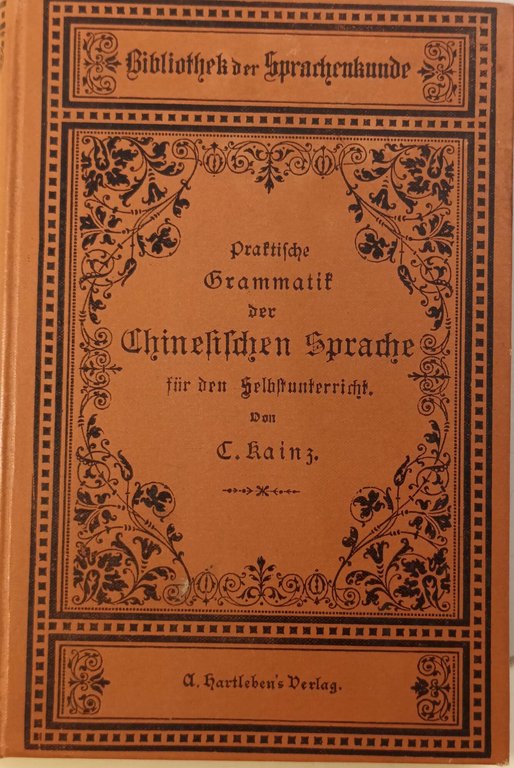 Bibliothek der Sprachenkunde
Praktische
Grammatik
der
Chinesischen Sprache
für den Selbstunterricht.
Von
C. Kainz.
A. Hartleben's Verlag.